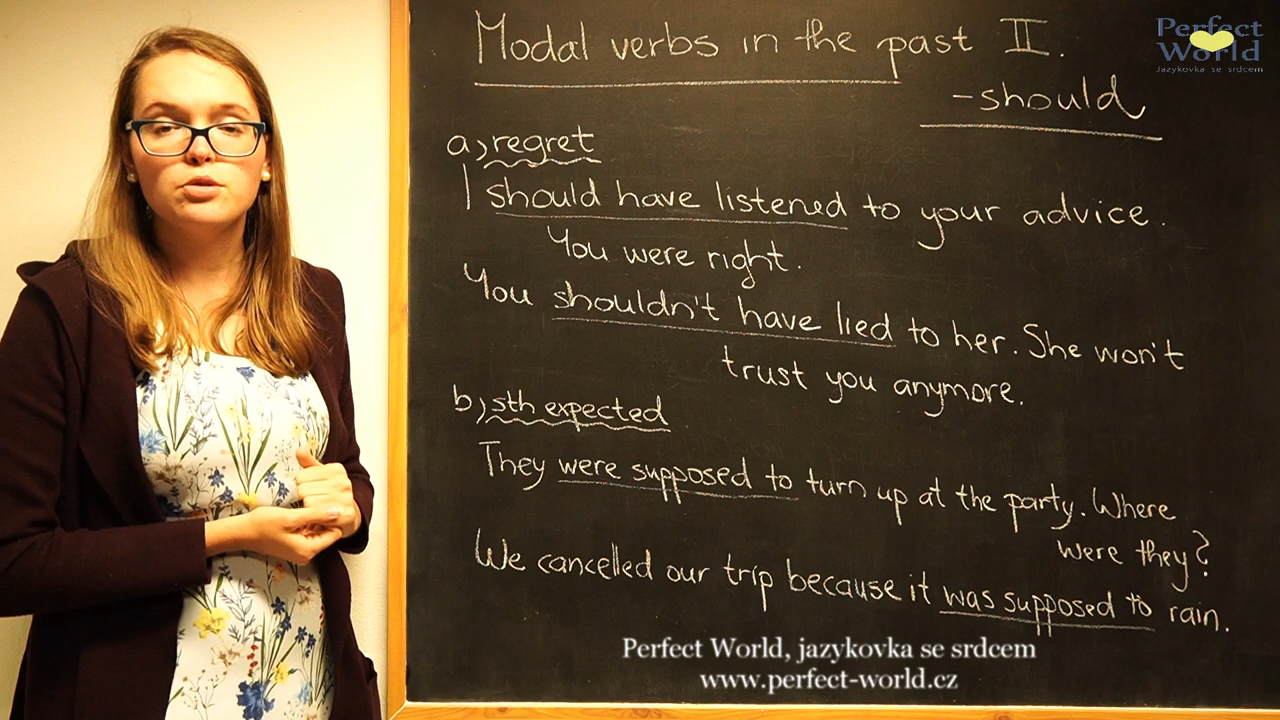 Modal verbs in the past II.
-should
a) regret
I should have listened to your advice.
You were right.
You shouldn't have lied to her. She won't
trust you anymore.
b) sth expected
They were supposed to turn up at the party. Where
were they?
We cancelled our trip because it was supposed to rain.
Perfect
World
Jazykovka se srdcem
Perfect World, jazykovka se srdcem
www.perfect-world.cz